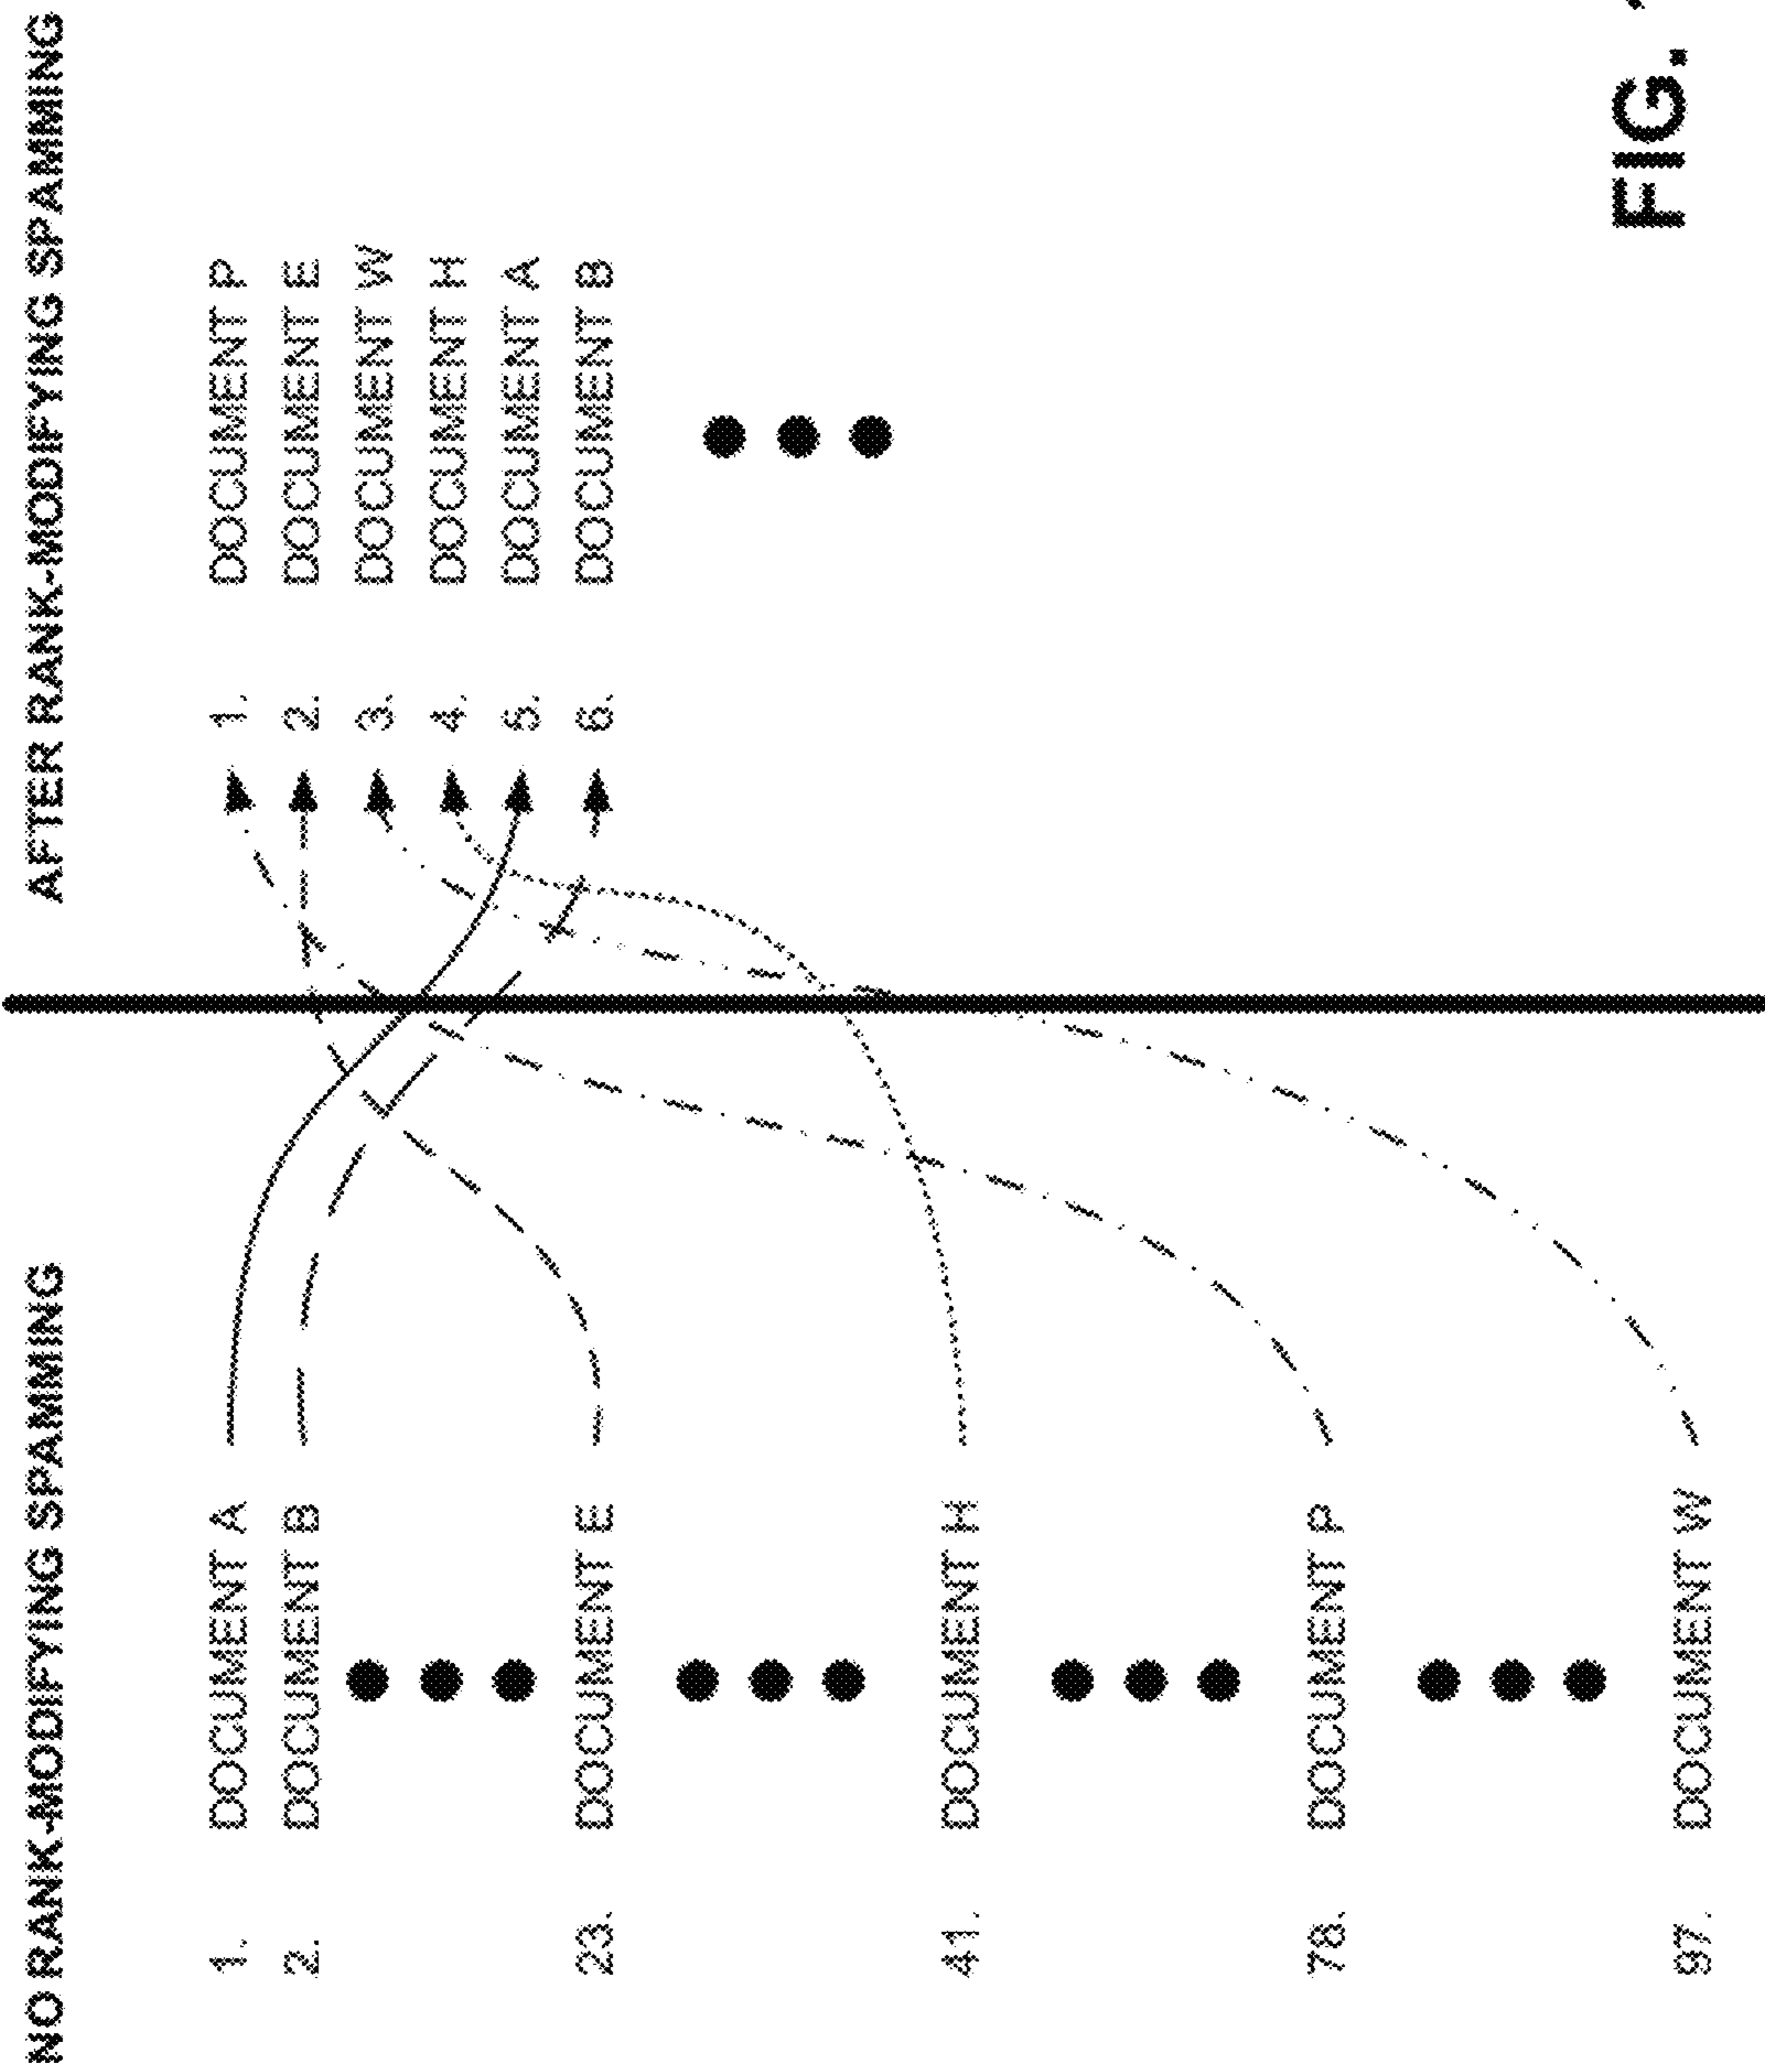 NO RANK-MODIFYING SPAMMING
1. DOCUMENT A
2. DOCUMENT B
23. DOCUMENT E
41. DOCUMENT H
78. DOCUMENT P
97. DOCUMENT W
AFTER RANK-MODIFYING SPAMMING
1. DOCUMENT P
2. DOCUMENT E
3. DOCUMENT W
4. DOCUMENT H
5. DOCUMENT A
6. DOCUMENT B
FIG.